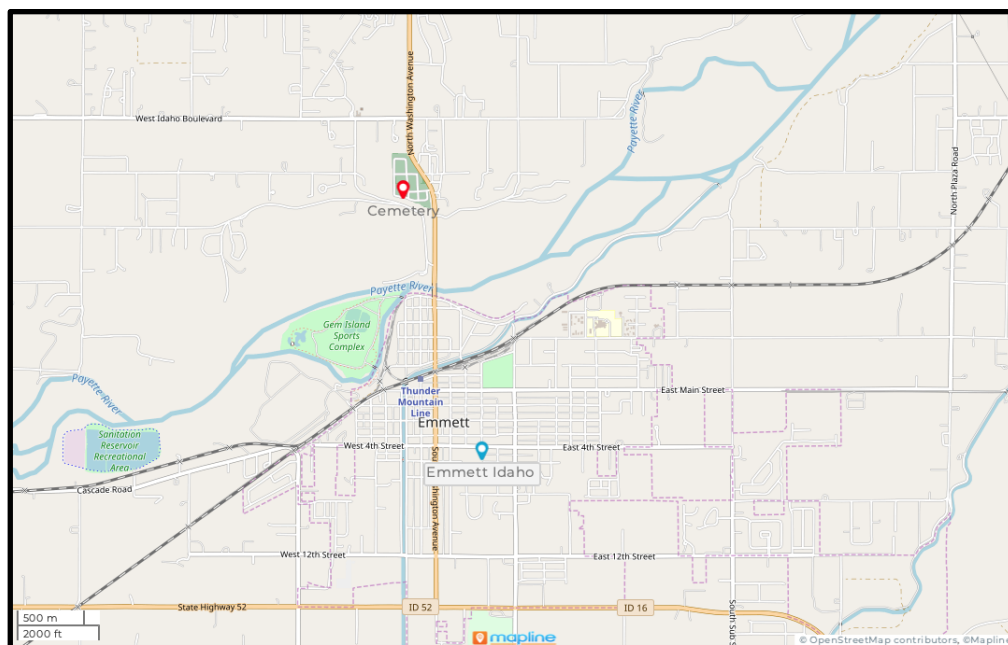 North Washington Avenue
West Idaho Boulevard
Payette River
North Plaza Road
Cemetery
Payette River
Gem Island
Sports
Complex
Thunder
Mountain
Line
East Main Street
Payette River
Emmett
Sanitation
Reservoir
Recreational
Area
West 4th Street
East 4th Street
Emmett Idaho
Cascade Road
West 12th Street
East 12th Street
State Highway 52
ID 52
ID 16
500 m
2000 ft
mapline
© OpenStreetMap contributors, ©Mapline